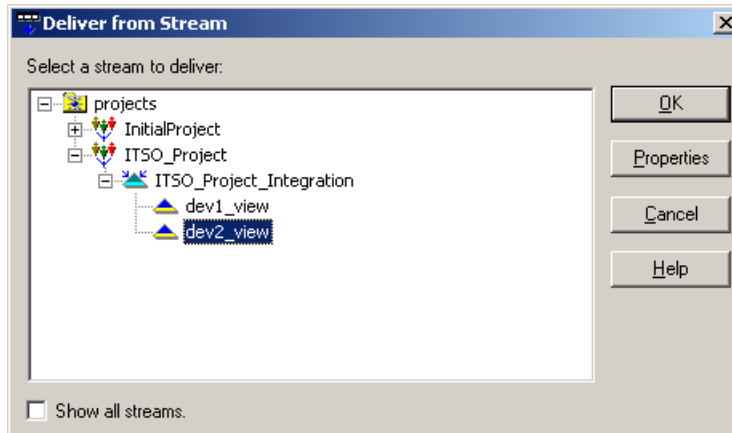 Deliver from Stream
Select a stream to deliver:
projects
InitialProject
ITSO_Project
ITSO_Project_Integration
dev1_view
dev2_view
OK
Properties
Cancel
Help
Show all streams.